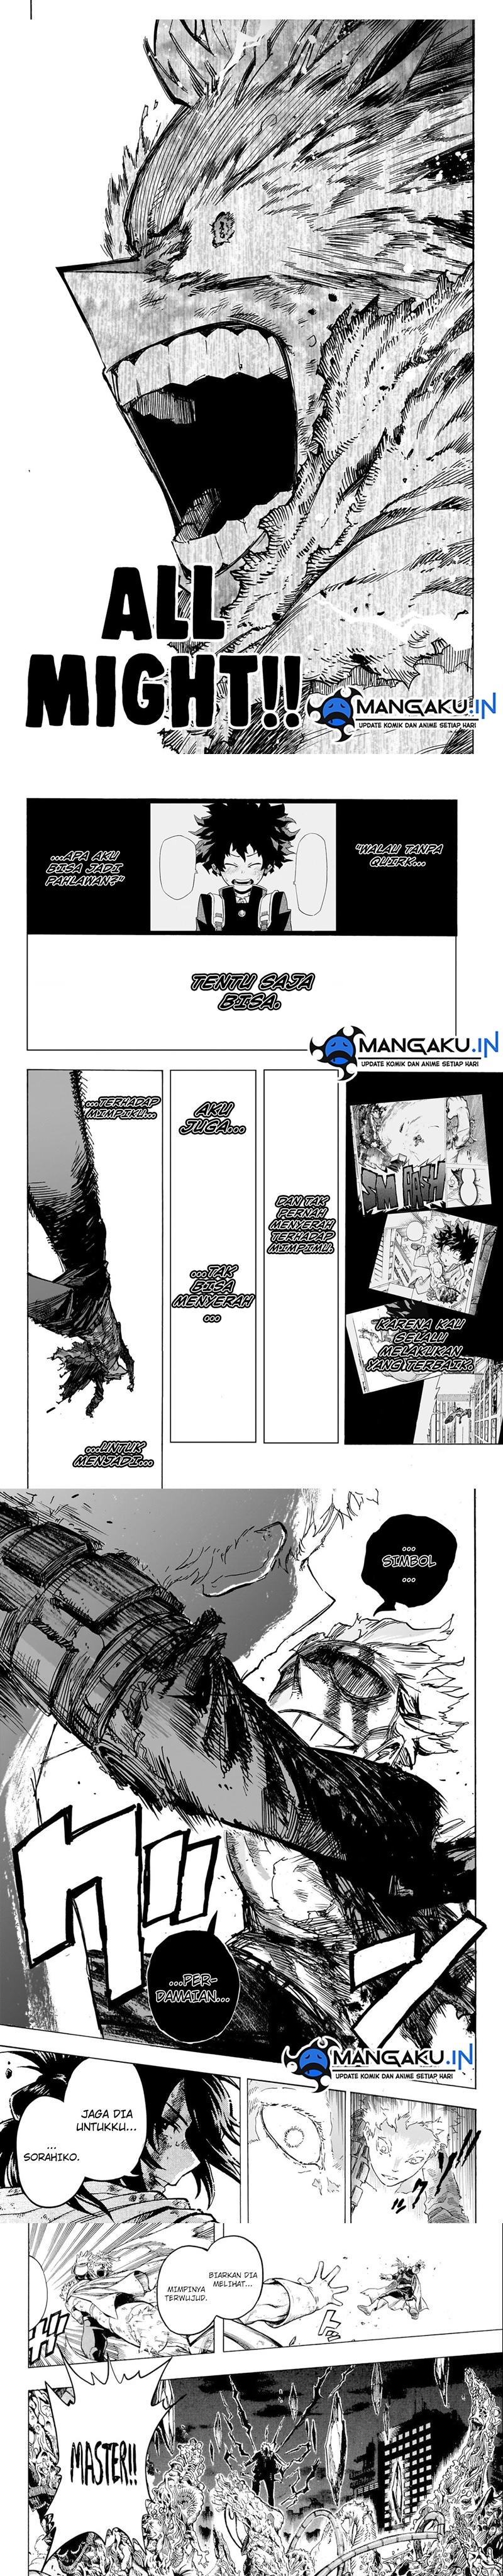 ALL
MIGHT!!
MANGAKU.IN
UPDATE KOMIK DAN ANIME SETIAP HARI
"WALAU TANPA
QUIRK...
...APA AKU
BISA JADI
PAHLAWAN?"
TENTU SAJA
BISA.
MANGAKU.IN
UPDATE KOMIK DAN ANIME SETIAP HARI
SMAASH
KARENA KAU
SELALU
MELAKUKAN
YANG TERBAIK.
DAN TAK
PERNAH
MENYERAH
TERHADAP
MIMPIMU.
AKU
JUGA...
...TAK
BISA
MENYERAH
...
...TERHADAP
MIMPIKU...
...UNTUK
MENJADI...
...
SIMBOL
...
...PER-
DAMAIAN...
MANGAKU.IN
UPDATE KOMIK DAN ANIME SETIAP HARI
JAGA DIA
UNTUKKU...
...
SORAHIKO.
BIARKAN DIA
MELIHAT...
MIMPINYA
TERWUJUD.
MASTER!!